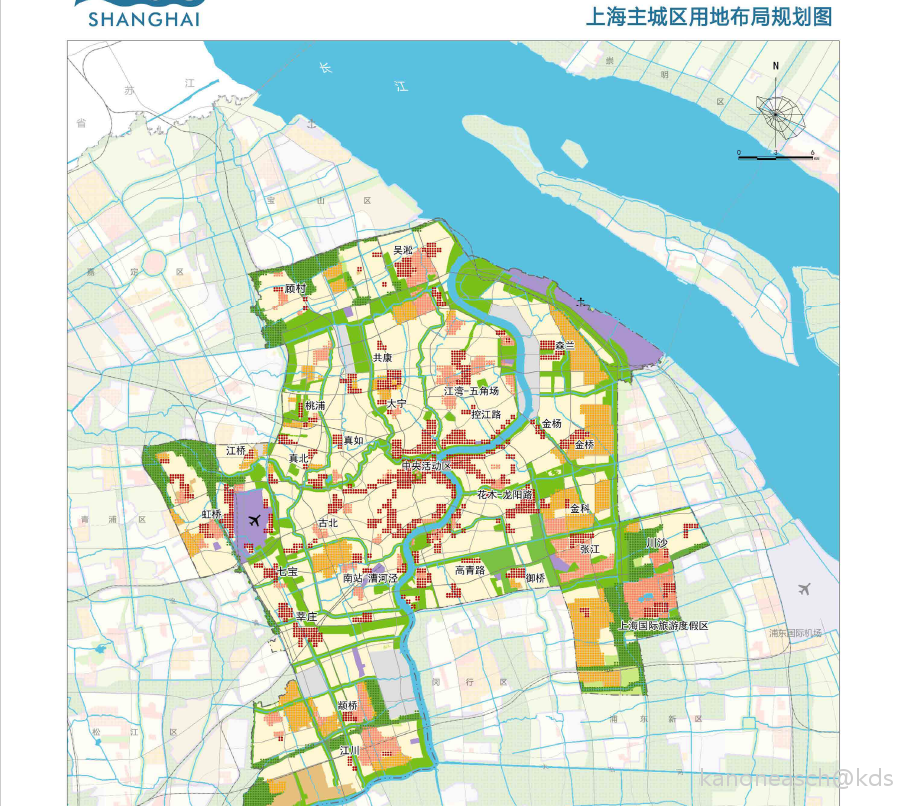 SHANGHAI
上海主城区用地布局规划图
长
江
崇
明
区
N
江
苏
省
0 3 6
宝 山 区
嘉 定 区
吴淞
顾村
森兰
共康
江湾-五角场
大宁
桃浦
控江路
金杨
真如
金桥
江桥
真北
中央活动区
花木-龙阳路
虹桥
古北
金科
青 浦 区
川沙
张江
七宝
南站
漕河泾
高青路
御桥
莘庄
上海国际旅游度假区
浦东国际机场
闵 行 区
颛桥
浦 东 新 区
松 江 区
江川
kandneasch@kds